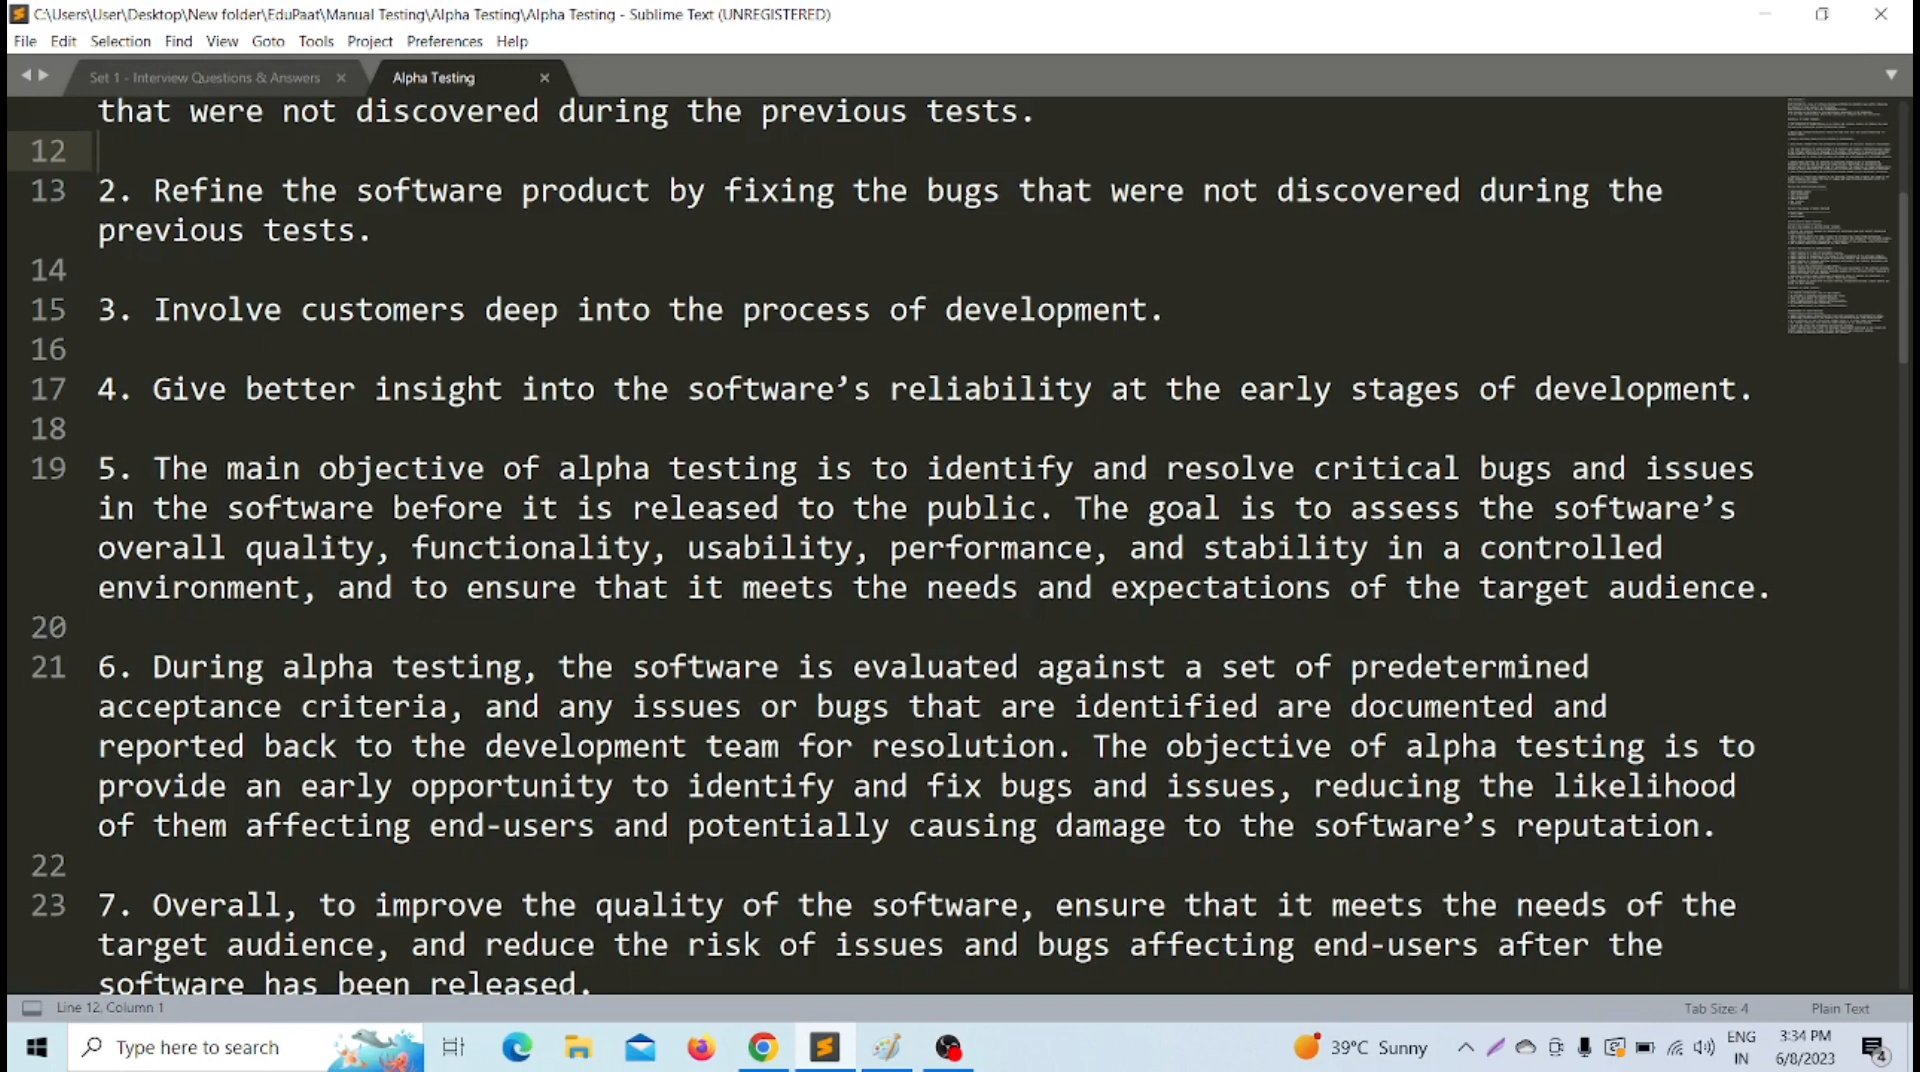 C:\Users\User\Desktop\New folder\EduPaat\Manual Testing\Alpha Testing\Alpha Testing - Sublime Text (UNREGISTERED)
File Edit Selection Find View Goto Tools Project Preferences Help
Set 1 - Interview Questions & Answers
Alpha Testing
that were not discovered during the previous tests.
12
13 2. Refine the software product by fixing the bugs that were not discovered during the
previous tests.
14
15 3. Involve customers deep into the process of development.
16
17 4. Give better insight into the software’s reliability at the early stages of development.
18
19 5. The main objective of alpha testing is to identify and resolve critical bugs and issues
in the software before it is released to the public. The goal is to assess the software’s
overall quality, functionality, usability, performance, and stability in a controlled
environment, and to ensure that it meets the needs and expectations of the target audience.
20
21 6. During alpha testing, the software is evaluated against a set of predetermined
acceptance criteria, and any issues or bugs that are identified are documented and
reported back to the development team for resolution. The objective of alpha testing is to
provide an early opportunity to identify and fix bugs and issues, reducing the likelihood
of them affecting end-users and potentially causing damage to the software’s reputation.
22
23 7. Overall, to improve the quality of the software, ensure that it meets the needs of the
target audience, and reduce the risk of issues and bugs affecting end-users after the
software has been released.
Line 12, Column 1
Tab Size: 4
Plain Text
Type here to search
39°C Sunny
ENG
IN
3:34 PM
6/8/2023
4